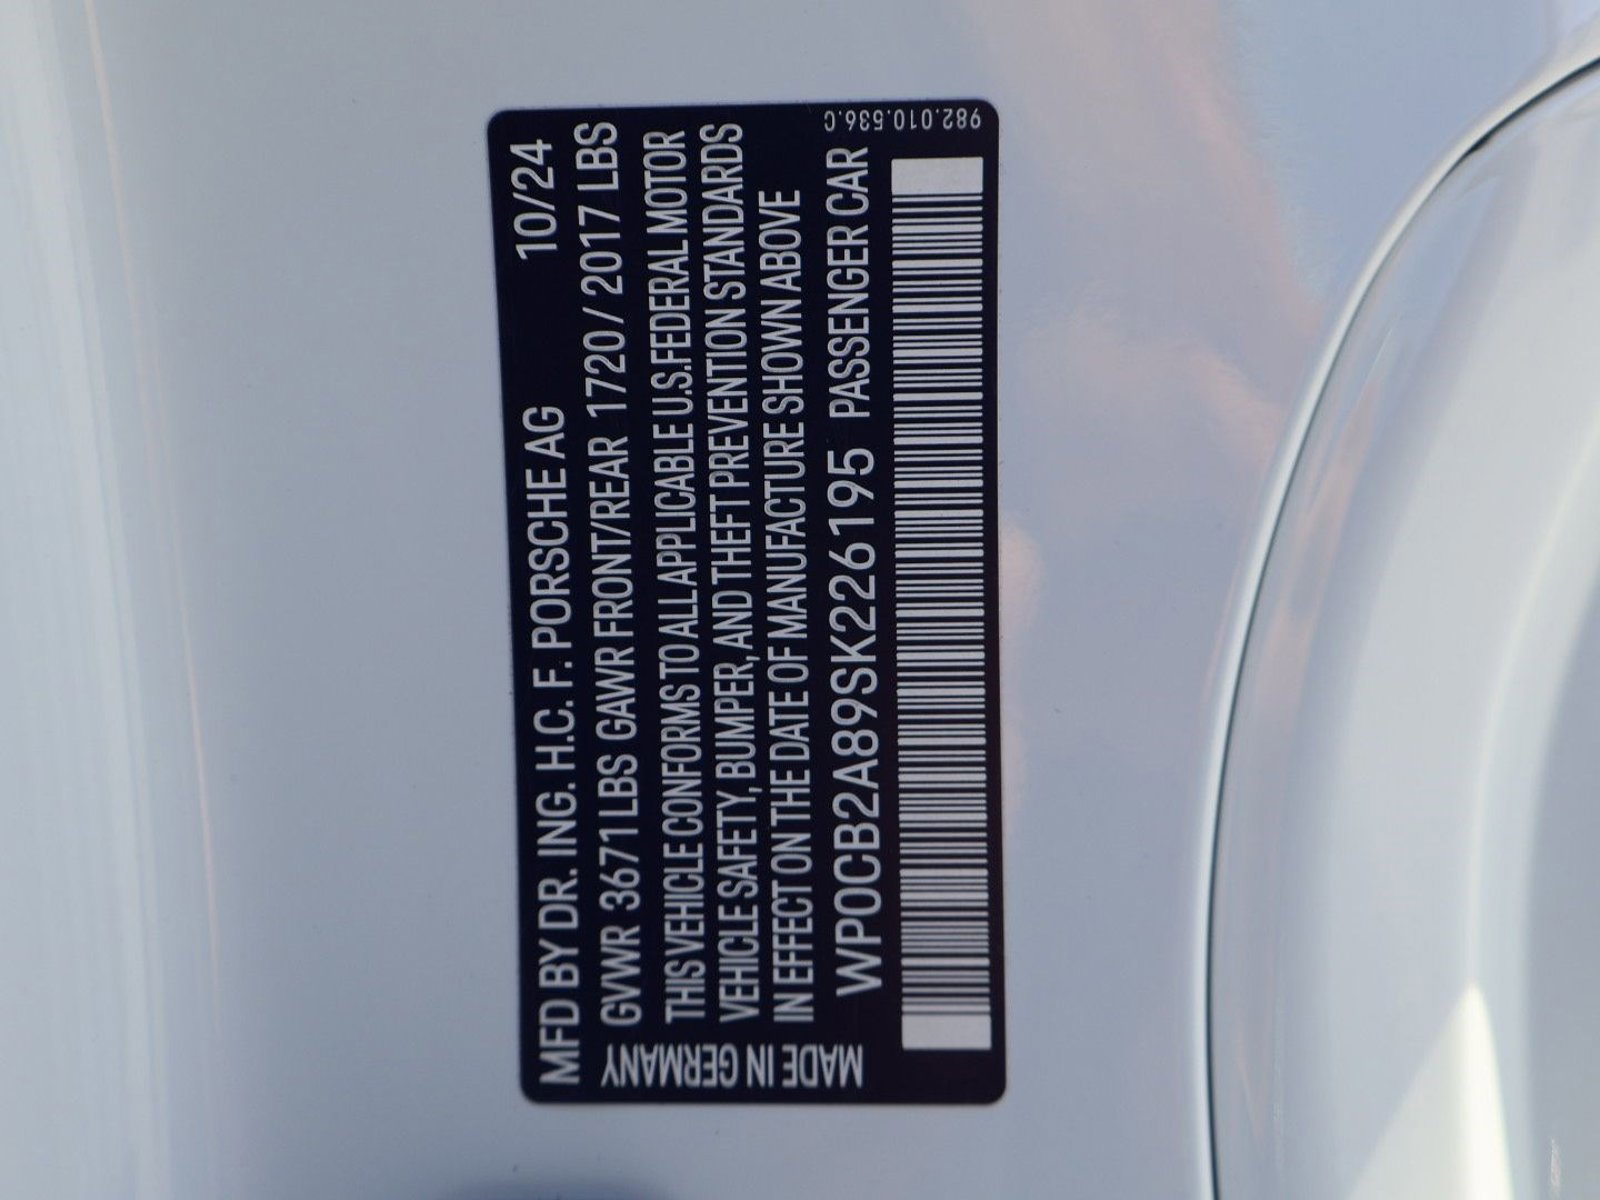 MFD BY DR. ING. H.C. F. PORSCHE AG 10/24
GVWR 3671LBS GAWR FRONT/REAR 1720 / 2017 LBS
THIS VEHICLE CONFORMS TO ALL APPLICABLE U.S.FEDERAL MOTOR
VEHICLE SAFETY, BUMPER, AND THEFT PREVENTION STANDARDS
IN EFFECT ON THE DATE OF MANUFACTURE SHOWN ABOVE
WP0CB2A89SK226195 PASSENGER CAR
MADE IN GERMANY
982.010.536.C